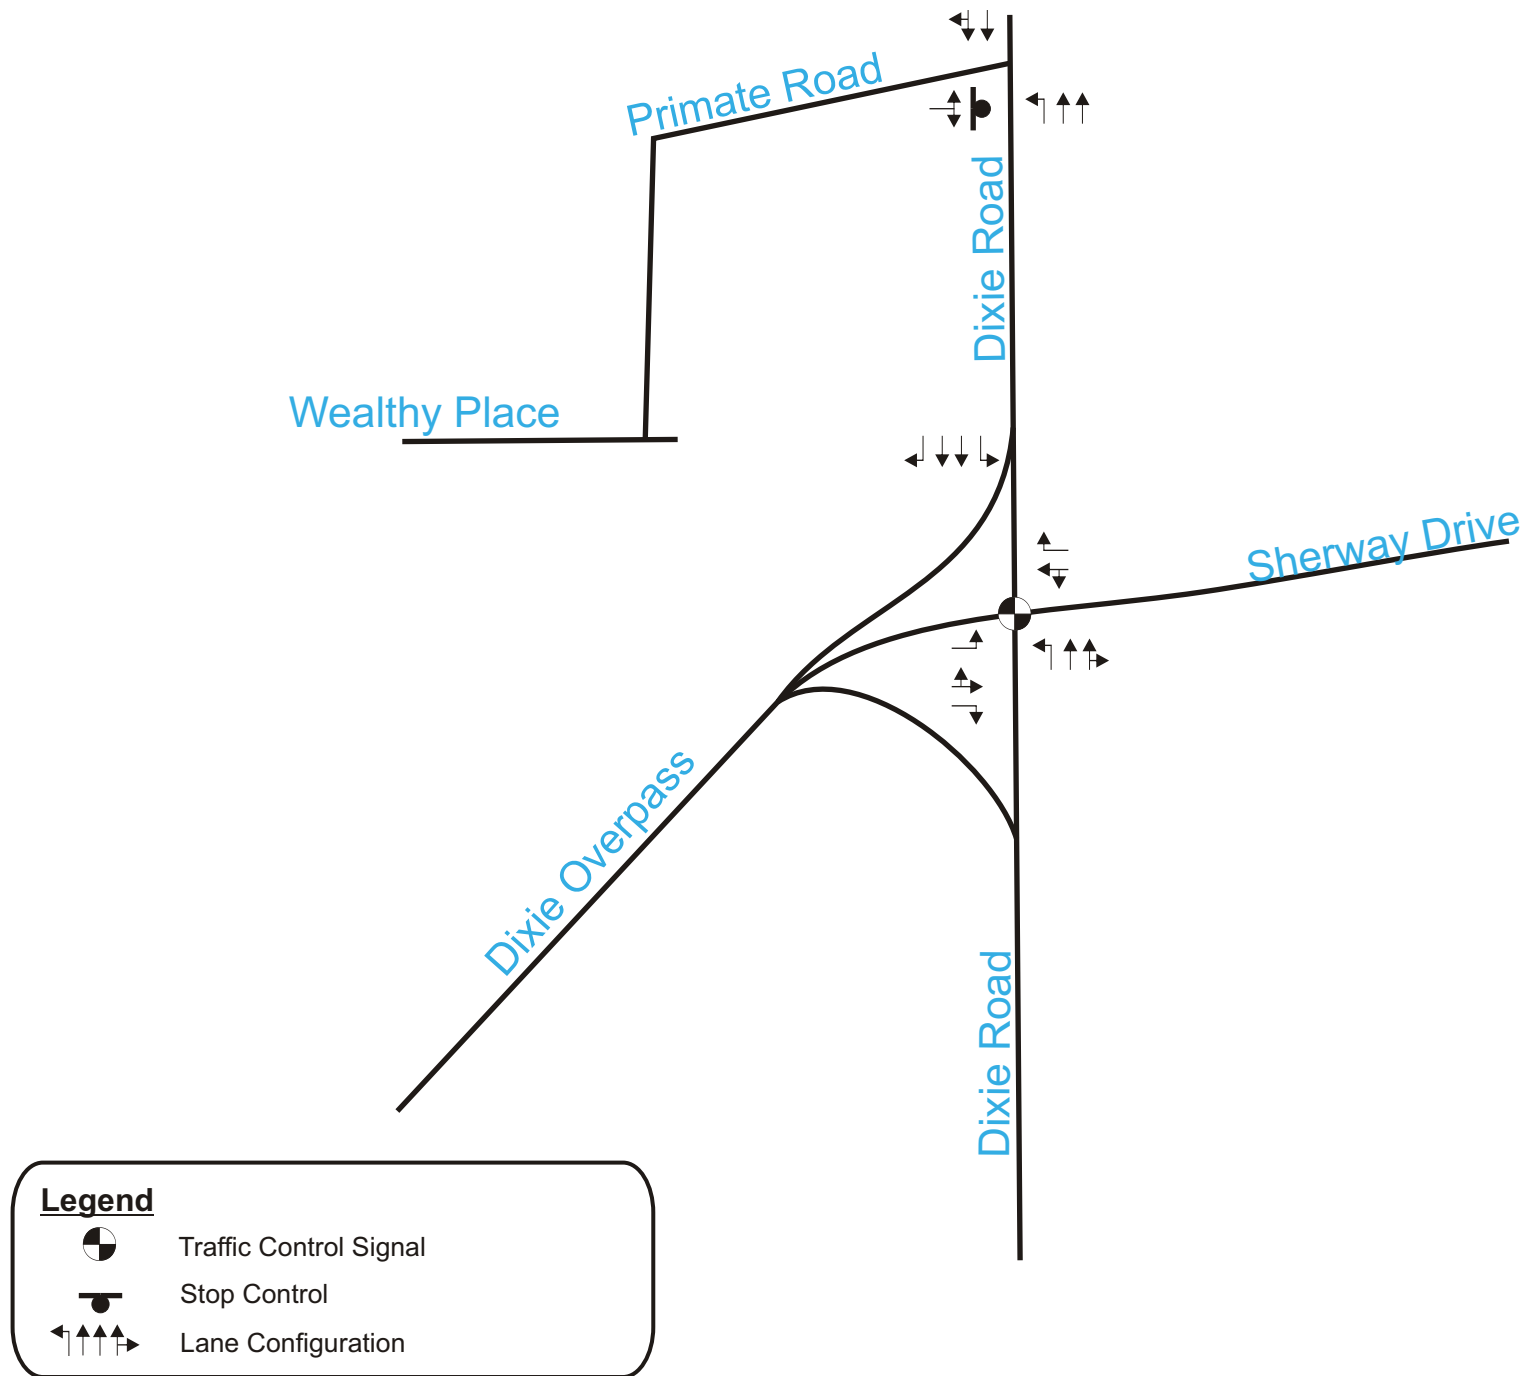 Primate Road
Dixie Road
Wealthy Place
Sherway Drive
Dixie Overpass
Dixie Road
Legend
Traffic Control Signal
Stop Control
Lane Configuration